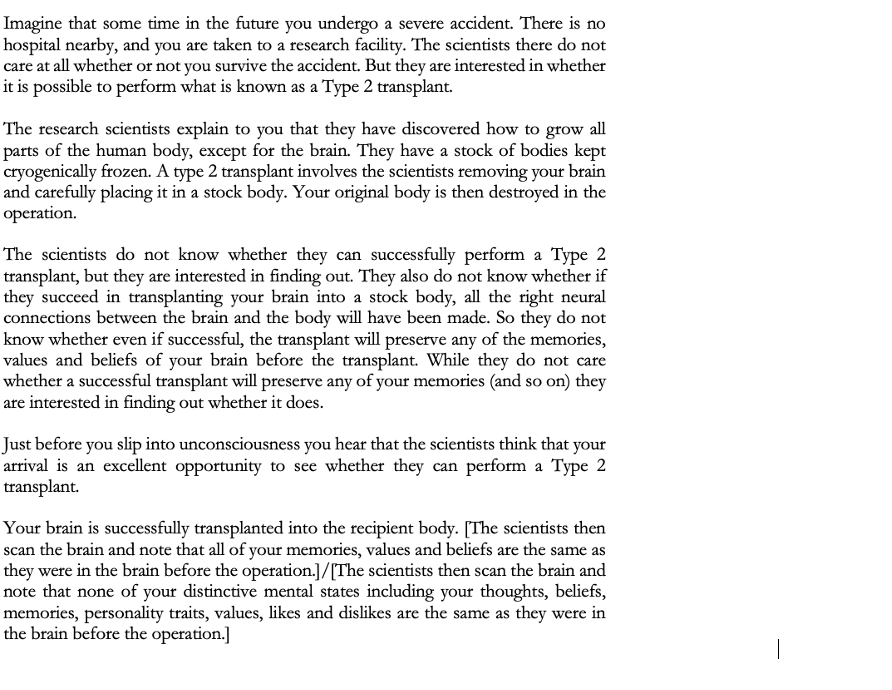 Imagine that some time in the future you undergo a severe accident. There is no
hospital nearby, and you are taken to a research facility. The scientists there do not
care at all whether or not you survive the accident. But they are interested in whether
it is possible to perform what is known as a Type 2 transplant.
The research scientists explain to you that they have discovered how to grow all
parts of the human body, except for the brain. They have a stock of bodies kept
cryogenically frozen. A type 2 transplant involves the scientists removing your brain
and carefully placing it in a stock body. Your original body is then destroyed in the
operation.
The scientists do not know whether they can successfully perform a Type 2
transplant, but they are interested in finding out. They also do not know whether if
they succeed in transplanting your brain into a stock body, all the right neural
connections between the brain and the body will have been made. So they do not
know whether even if successful, the transplant will preserve any of the memories,
values and beliefs of your brain before the transplant. While they do not care
whether a successful transplant will preserve any of your memories (and so on) they
are interested in finding out whether it does.
Just before you slip into unconsciousness you hear that the scientists think that your
arrival is an excellent opportunity to see whether they can perform a Type 2
transplant.
Your brain is successfully transplanted into the recipient body. [The scientists then
scan the brain and note that all of your memories, values and beliefs are the same as
they were in the brain before the operation.]/[The scientists then scan the brain and
note that none of your distinctive mental states including your thoughts, beliefs,
memories, personality traits, values, likes and dislikes are the same as they were in
the brain before the operation.]